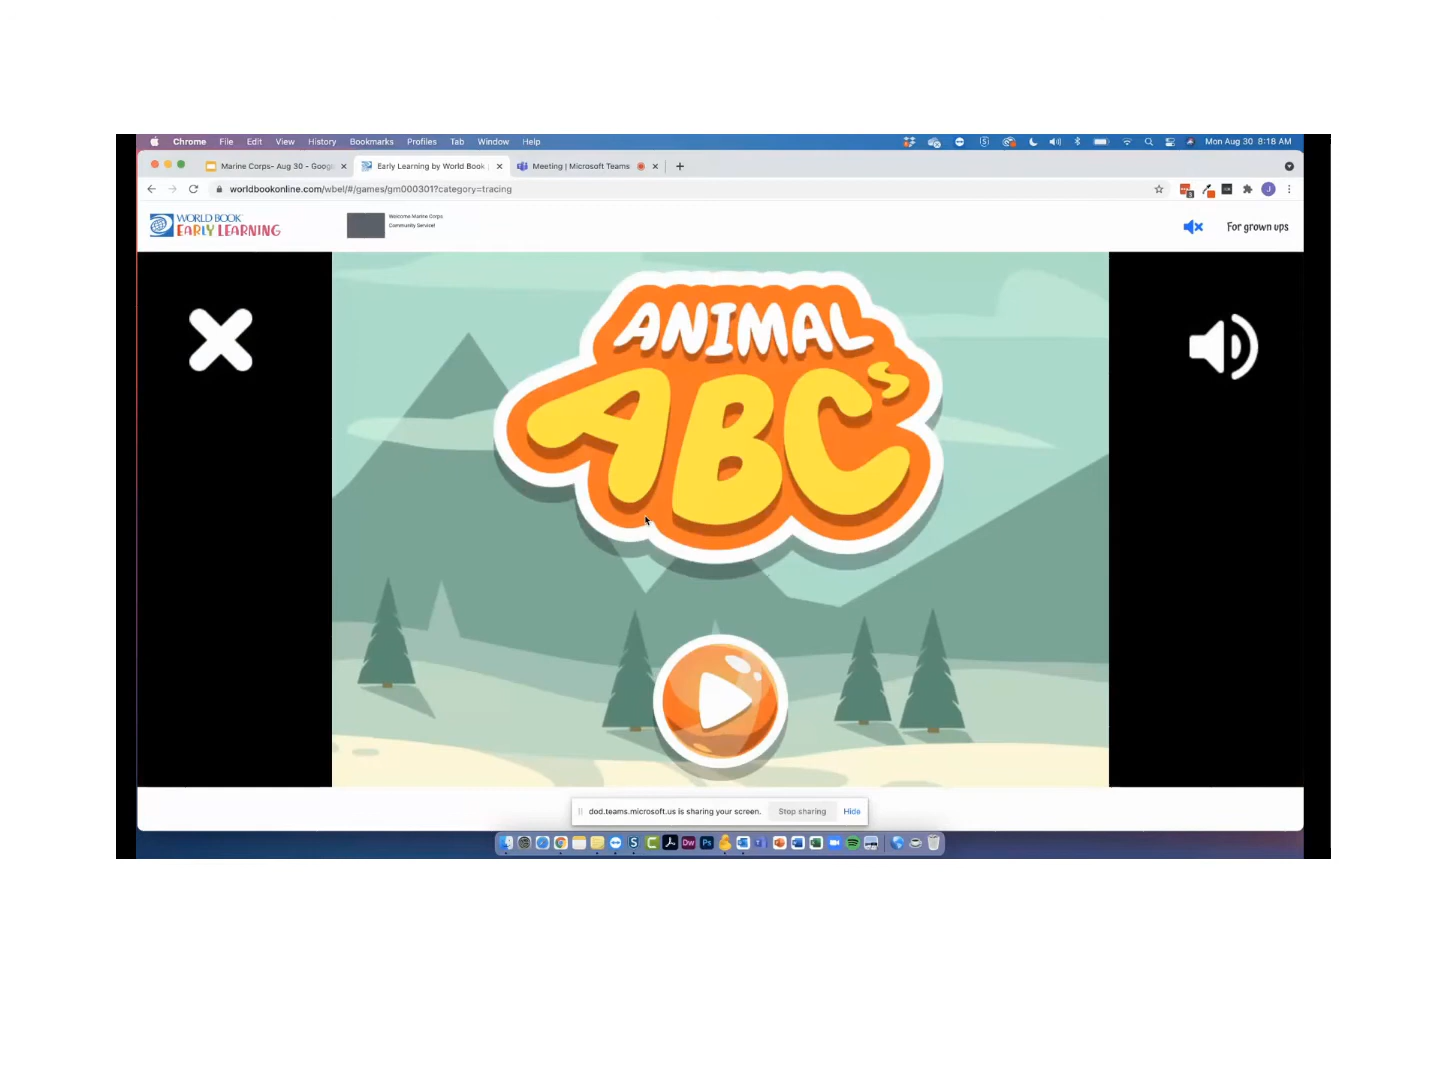 Chrome File Edit View History Bookmarks Profiles Tab Window Help Mon Aug 30 8:18 AM
Marine Corps- Aug 30 - Googl Early Learning by World Book Meeting | Microsoft Teams
worldbookonline.com/wbel/#/games/gm000301?category=tracing
WORLD BOOK
EARLY LEARNING
Welcome Marine Corps
Community Service!
For grown ups
ANIMAL
ABCs
dod.teams.microsoft.us is sharing your screen. Stop sharing Hide